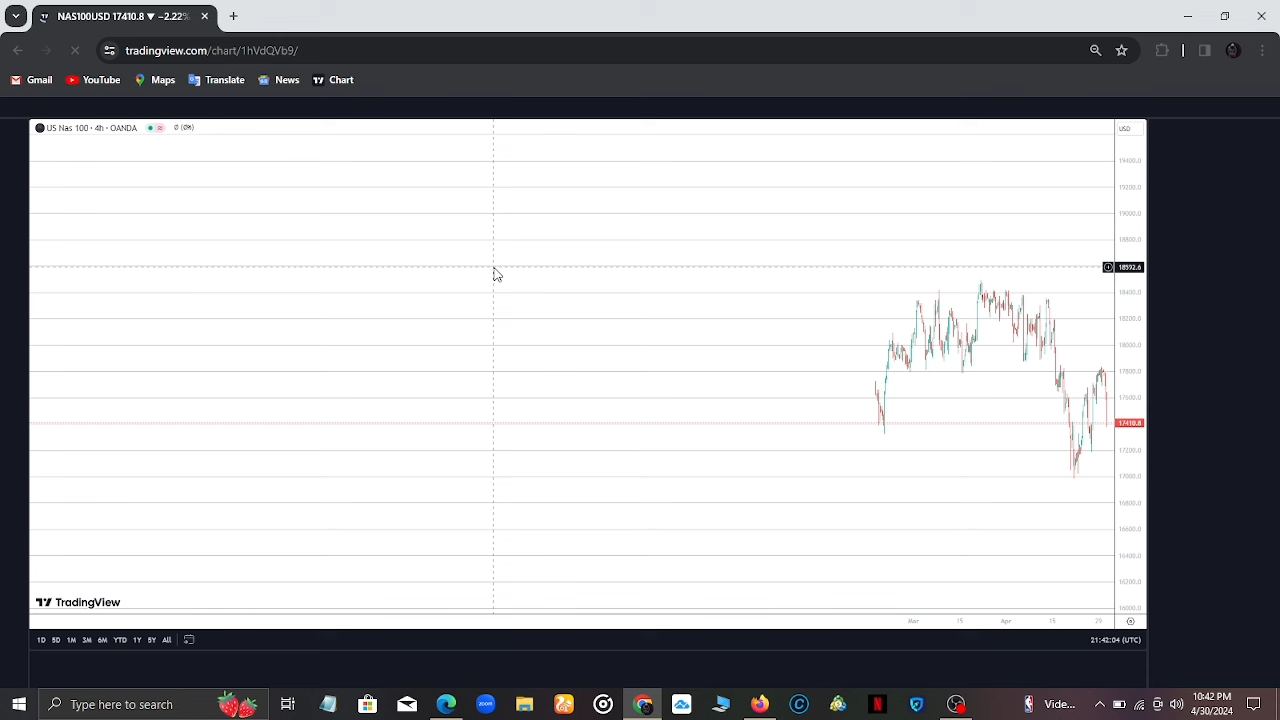 NAS100USD 17410.8 ▼ −2.22%
tradingview.com/chart/1hVdQVb9/
Gmail YouTube Maps Translate News Chart
US Nas 100 · 4h · OANDA
USD
19400.0
19200.0
19000.0
18800.0
18592.6
18400.0
18200.0
18000.0
17800.0
17600.0
17410.8
17200.0
17000.0
16800.0
16600.0
16400.0
16200.0
16000.0
TradingView
Mar 15 Apr 15 29
1D 5D 1M 3M 6M YTD 1Y 5Y All
21:42:04 (UTC)
Type here to search
zoom
Video...
10:42 PM
4/30/2024